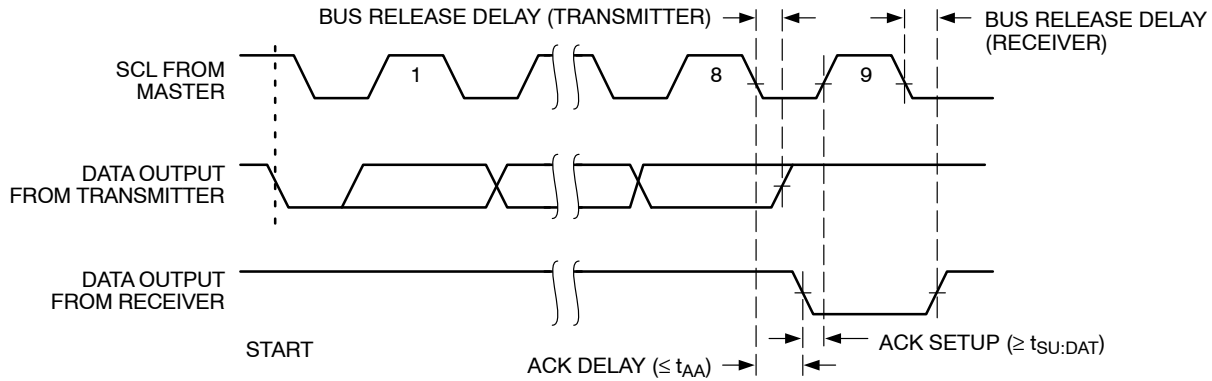 BUS RELEASE DELAY (TRANSMITTER)
BUS RELEASE DELAY
(RECEIVER)
SCL FROM
MASTER
1
8
9
DATA OUTPUT
FROM TRANSMITTER
DATA OUTPUT
FROM RECEIVER
START
ACK SETUP (≥ tSU:DAT)
ACK DELAY (≤ tAA)